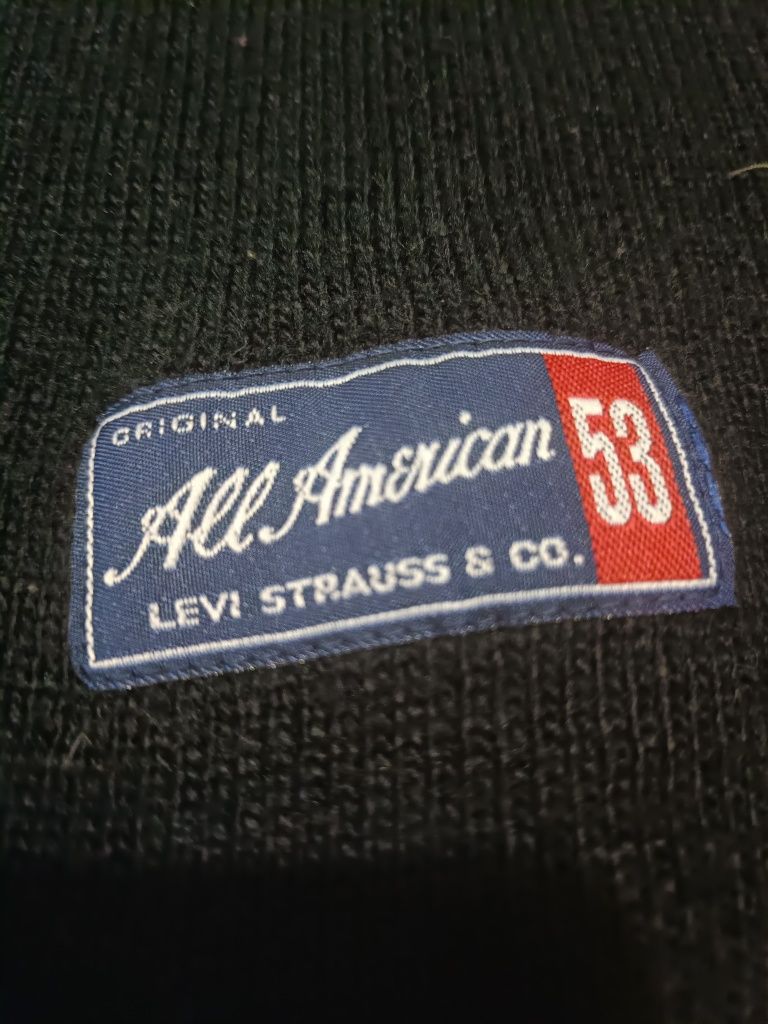 ORIGINAL
All American
LEVI STRAUSS & CO.
53